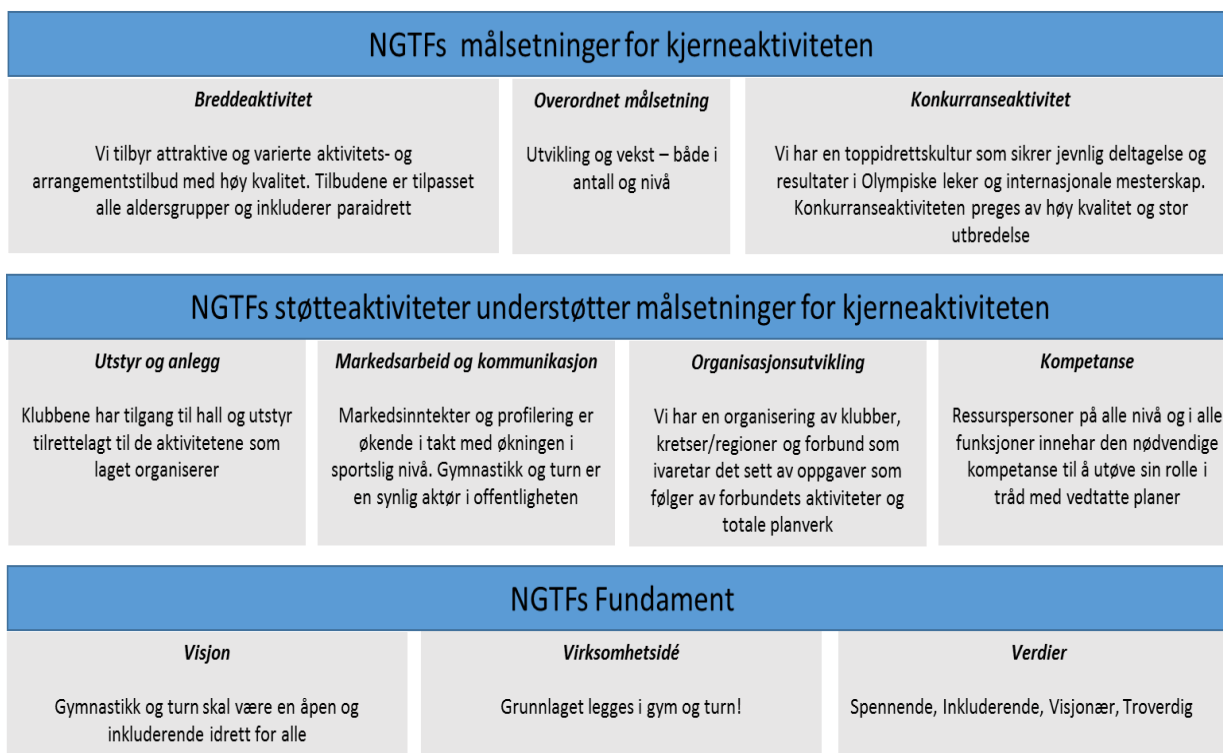 NGTFs målsetninger for kjerneaktiviteten
Breddeaktivitet
Vi tilbyr attraktive og varierte aktivitets- og
arrangementstilbud med høy kvalitet. Tilbudene er tilpasset
alle aldersgrupper og inkluderer paraidrett
Overordnet målsetning
Utvikling og vekst – både i
antall og nivå
Konkurranseaktivitet
Vi har en toppidrettskultur som sikrer jevnlig deltagelse og
resultater i Olympiske leker og internasjonale mesterskap.
Konkurranseaktiviteten preges av høy kvalitet og stor
utbredelse
NGTFs støtteaktiviteter understøtter målsetninger for kjerneaktiviteten
Utstyr og anlegg
Klubbene har tilgang til hall og utstyr
tilrettelagt til de aktivitetene som
laget organiserer
Markedsarbeid og kommunikasjon
Markedsinntekter og profilering er
økende i takt med økningen i
sportslig nivå. Gymnastikk og turn er
en synlig aktør i offentligheten
Organisasjonsutvikling
Vi har en organisering av klubber,
kretser/regioner og forbund som
ivaretar det sett av oppgaver som
følger av forbundets aktiviteter og
totale planverk
Kompetanse
Ressurspersoner på alle nivå og i alle
funksjoner innehar den nødvendige
kompetanse til å utøve sin rolle i
tråd med vedtatte planer
NGTFs Fundament
Visjon
Gymnastikk og turn skal være en åpen og
inkluderende idrett for alle
Virksomhetsidé
Grunnlaget legges i gym og turn!
Verdier
Spennende, Inkluderende, Visjonær, Troverdig